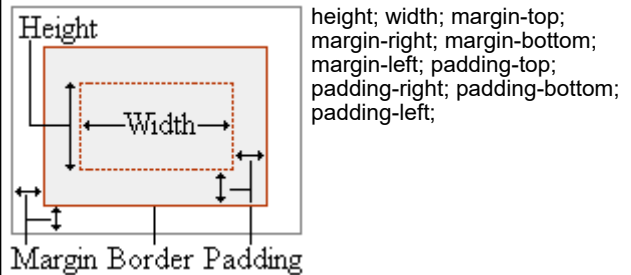 Height
Width
Margin Border Padding
height; width; margin-top;
margin-right; margin-bottom;
margin-left; padding-top;
padding-right; padding-bottom;
padding-left;